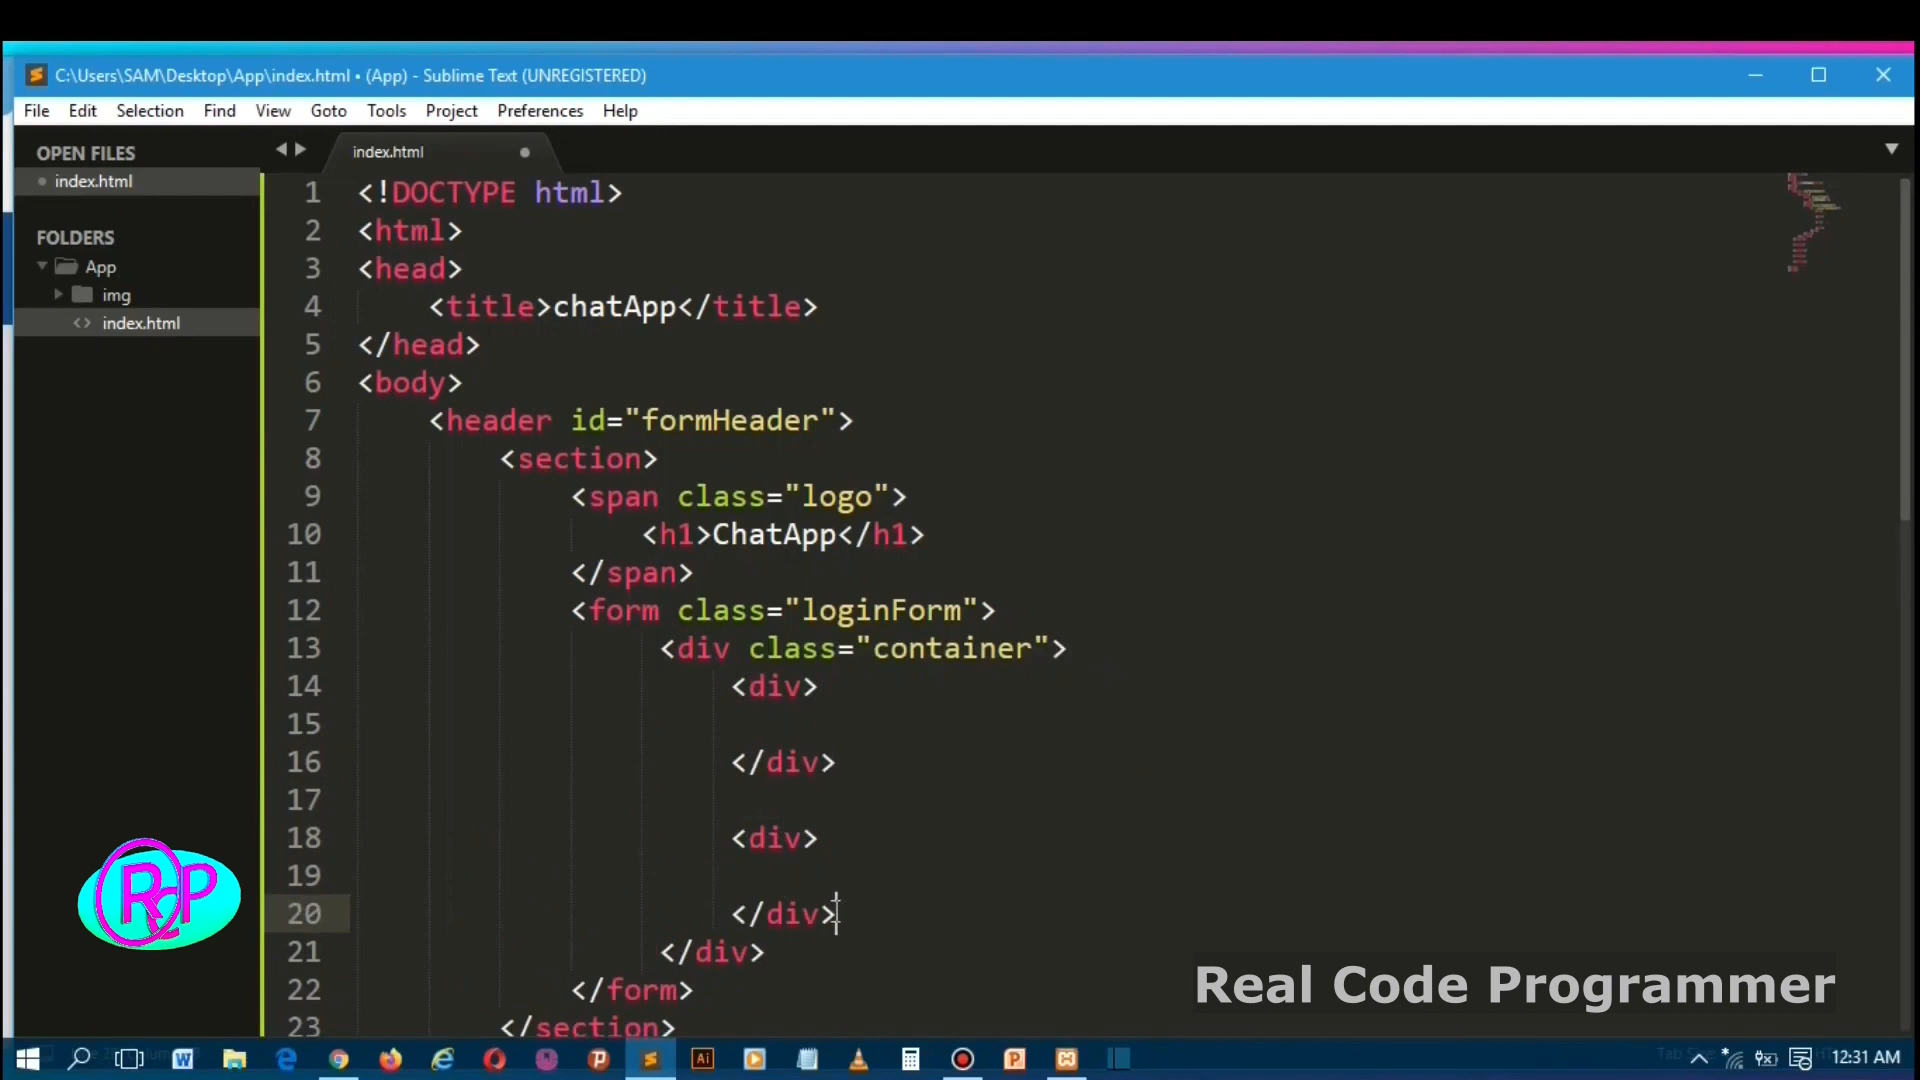 C:\Users\SAM\Desktop\App\index.html • (App) - Sublime Text (UNREGISTERED)
File Edit Selection Find View Goto Tools Project Preferences Help
OPEN FILES
index.html
FOLDERS
App
img
index.html
index.html
1 <!DOCTYPE html>
2 <html>
3 <head>
4 <title>chatApp</title>
5 </head>
6 <body>
7 <header id="formHeader">
8 <section>
9 <span class="logo">
10 <h1>ChatApp</h1>
11 </span>
12 <form class="loginForm">
13 <div class="container">
14 <div>
15
16 </div>
17
18 <div>
19
20 </div>
21 </div>
22 </form>
23 </section>
RCP
Real Code Programmer
12:31 AM